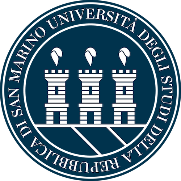 UNIVERSITÀ DEGLI STUDI DELLA REPUBBLICA DI SAN MARINO